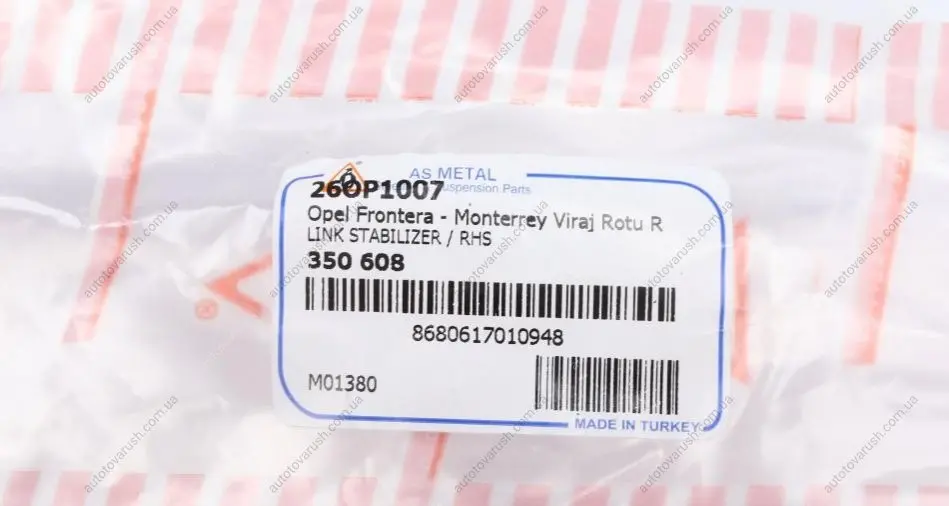 AS METAL
Suspension Parts
26OP1007
Opel Frontera - Monterrey Viraj Rotu R
LINK STABILIZER / RHS
350 608
8680617010948
M01380
MADE IN TURKEY
autotovarush.com.ua